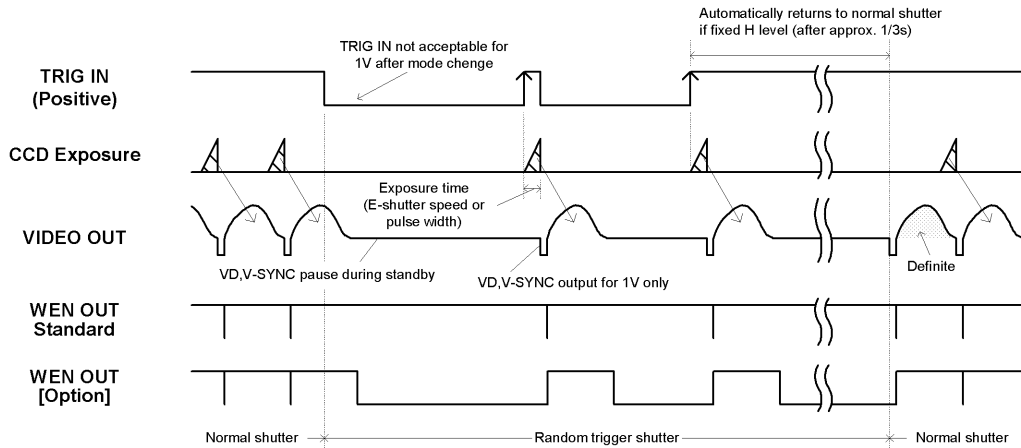 Automatically returns to normal shutter
if fixed H level (after approx. 1/3s)
TRIG IN not acceptable for
1V after mode change
TRIG IN
(Positive)
CCD Exposure
Exposure time
(E-shutter speed or
pulse width)
VIDEO OUT
VD,V-SYNC pause during standby
VD,V-SYNC output for 1V only
Definite
WEN OUT
Standard
WEN OUT
[Option]
Normal shutter
Random trigger shutter
Normal shutter